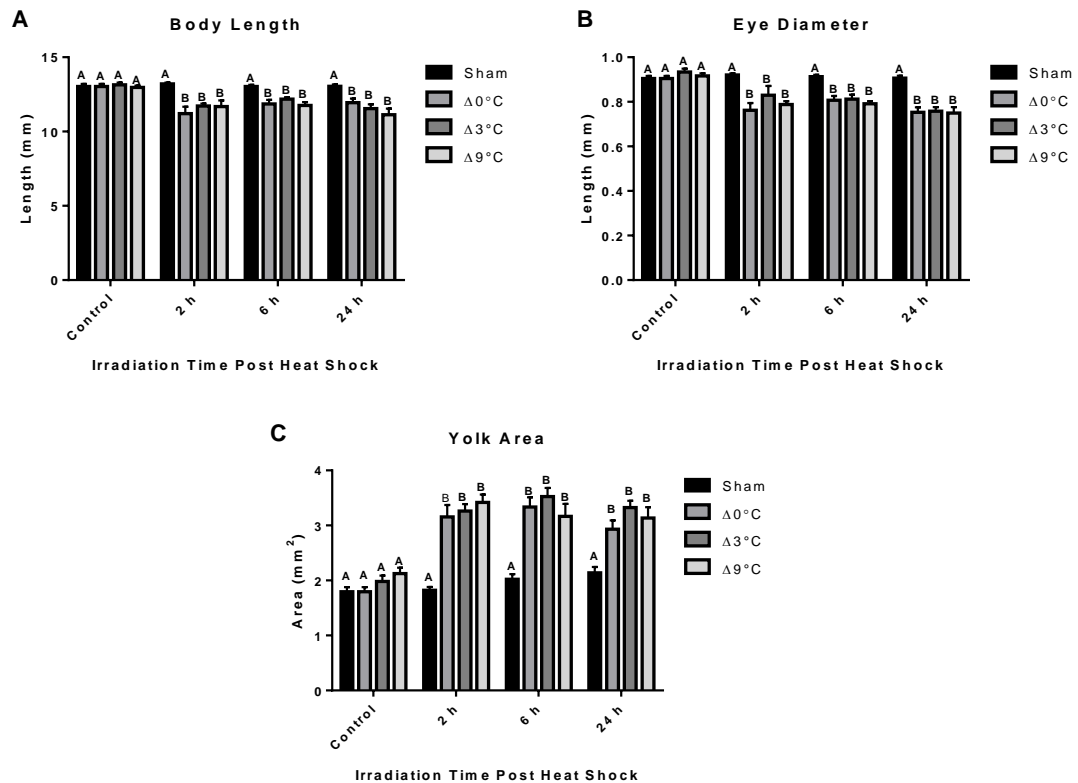 A
Body Length
15
10
5
0
Length (mm)
A A A A
A B B B
A B B B
A B B B
Control
2 h
6 h
24 h
Irradiation Time Post Heat Shock
Sham
Δ0°C
Δ3°C
Δ9°C
B
Eye Diameter
1.0
0.8
0.6
0.4
0.2
0.0
Length (mm)
A A A A
A B B B
A B B B
A B B B
Control
2 h
6 h
24 h
Irradiation Time Post Heat Shock
Sham
Δ0°C
Δ3°C
Δ9°C
C
Yolk Area
4
3
2
1
0
Area (mm²)
A A A A
A B B B
A B B B
A B B B
Control
2 h
6 h
24 h
Irradiation Time Post Heat Shock
Sham
Δ0°C
Δ3°C
Δ9°C